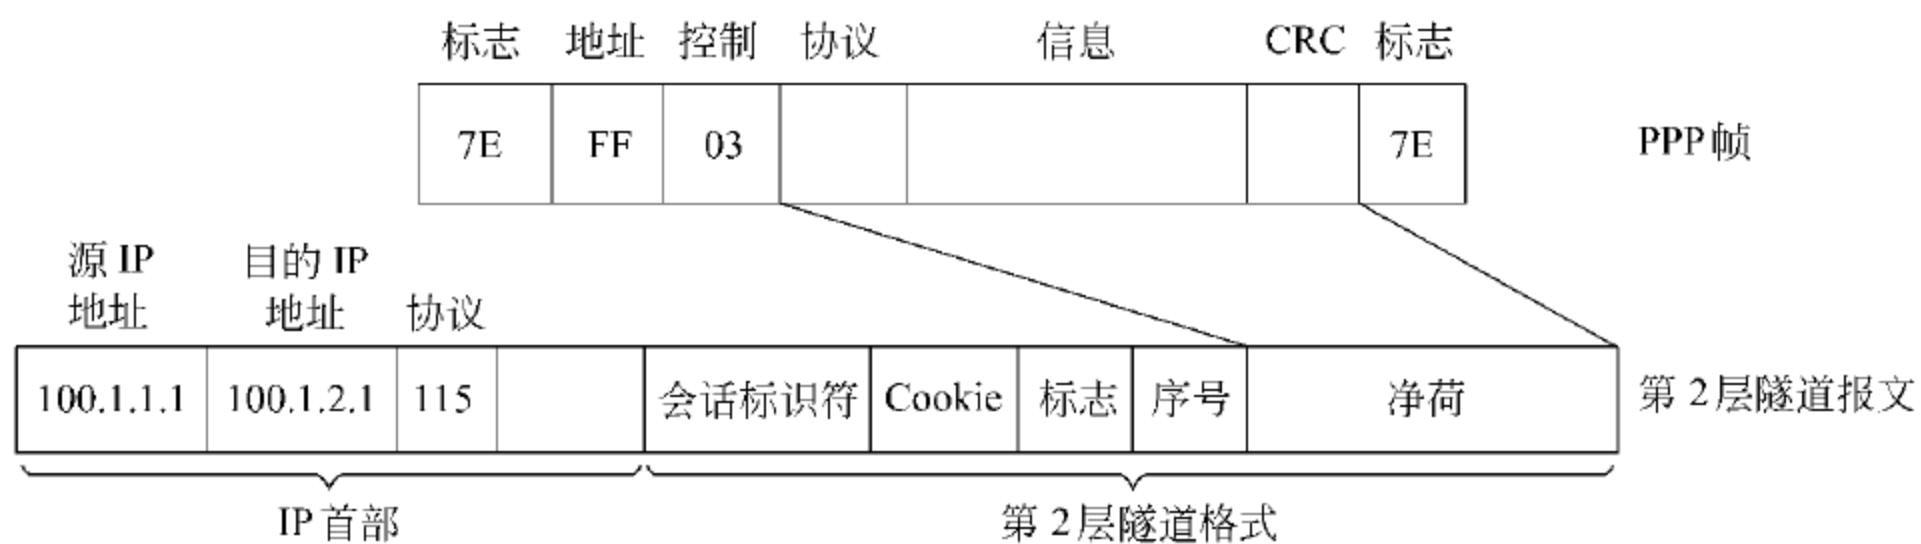 标志 地址 控制 协议 信息 CRC 标志
7E FF 03 7E PPP帧
源 IP 地址 目的 IP 地址 协议
100.1.1.1 100.1.2.1 115 会话标识符 Cookie 标志 序号 净荷 第 2 层隧道报文
IP 首部 第 2 层隧道格式